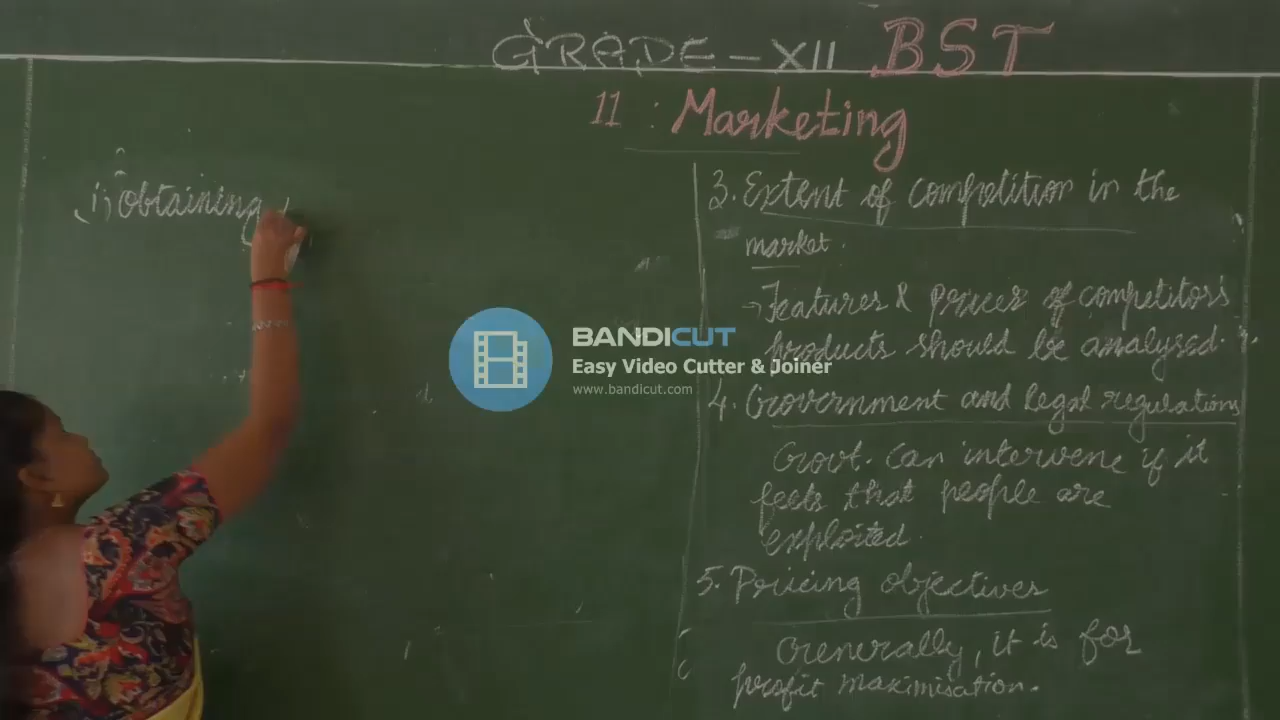 GRADE - XII BST
11 : Marketing
(i) obtaining
3. Extent of competition in the
market.
→ Features & prices of competitors
products should be analysed.
4. Government and legal regulations
Govt. can intervene if it
feels that people are
exploited.
5. Pricing objectives
Generally, it is for
profit maximisation.
BANDICUT
Easy Video Cutter & Joiner
www.bandicut.com